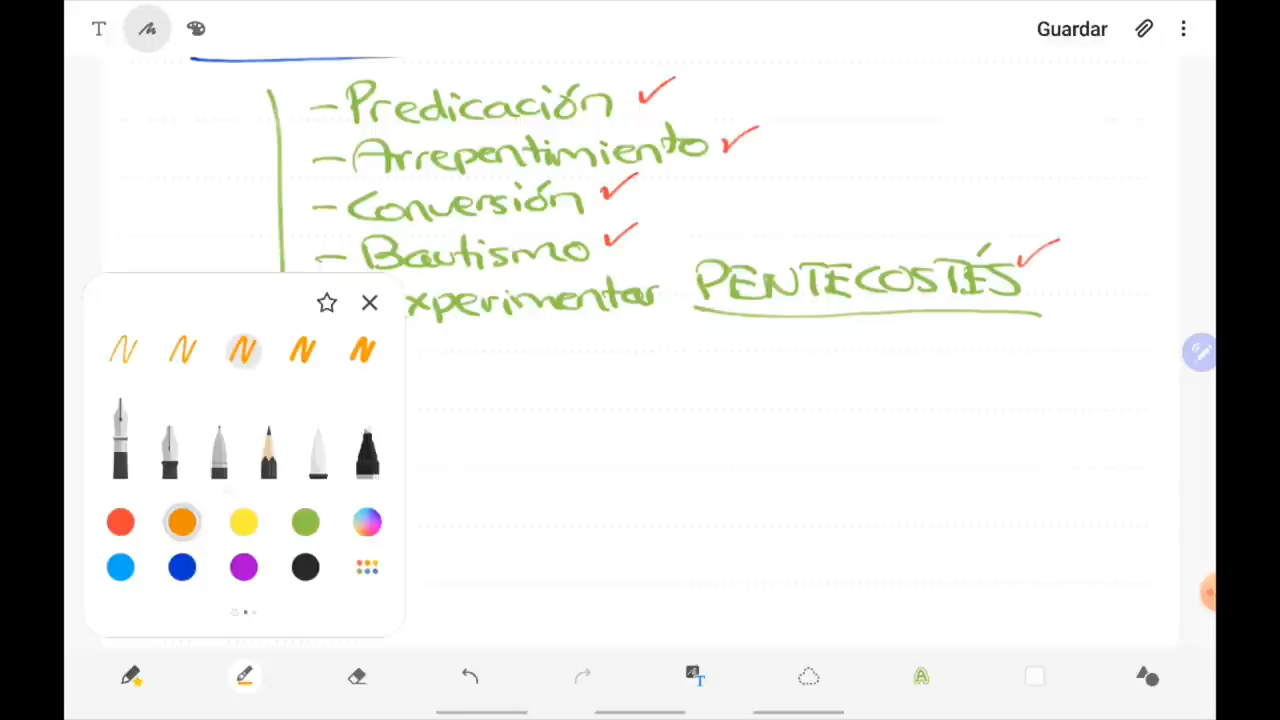 T Guardar
- Predicación ✓
- Arrepentimiento ✓
- Conversión ✓
- Bautismo ✓
xperimentar PENTECOSTÉS ✓
T
A